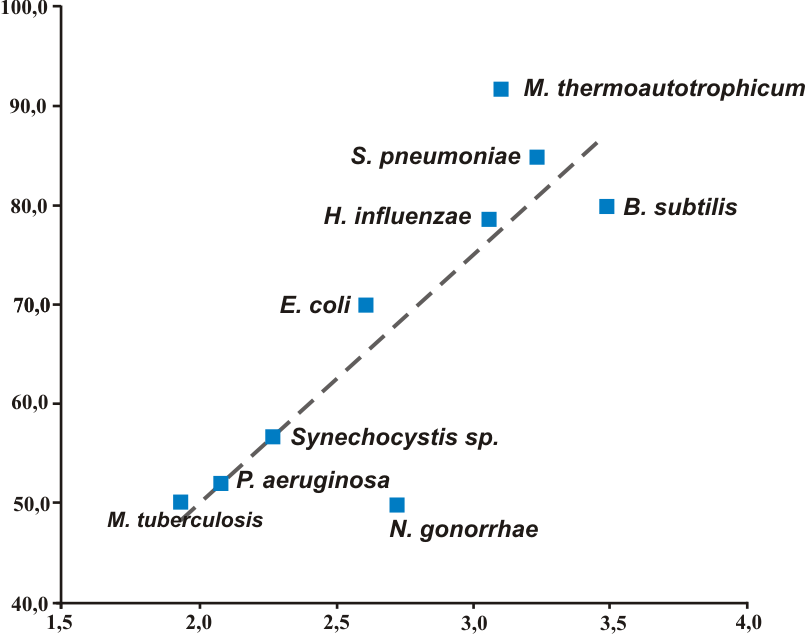 100,0
M. thermoautotrophicum
90,0
S. pneumoniae
80,0
B. subtilis
H. influenzae
70,0
E. coli
60,0
Synechocystis sp.
P. aeruginosa
50,0
M. tuberculosis
N. gonorrhae
40,0
1,5 2,0 2,5 3,0 3,5 4,0